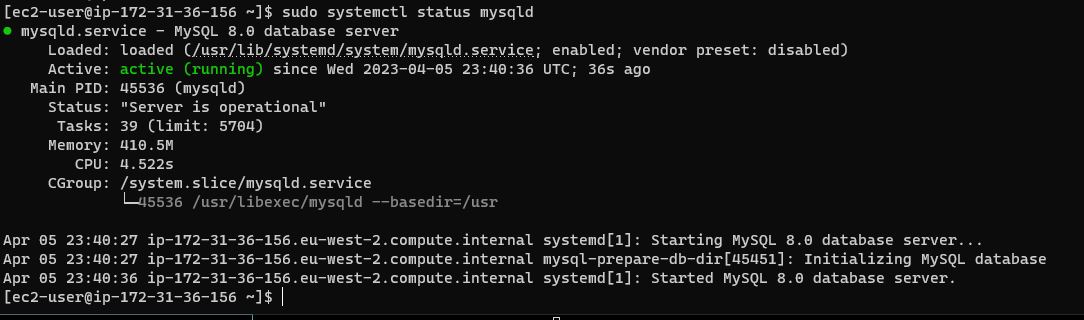 [ec2-user@ip-172-31-36-156 ~]$ sudo systemctl status mysqld
● mysqld.service - MySQL 8.0 database server
     Loaded: loaded (/usr/lib/systemd/system/mysqld.service; enabled; vendor preset: disabled)
     Active: active (running) since Wed 2023-04-05 23:40:36 UTC; 36s ago
   Main PID: 45536 (mysqld)
     Status: "Server is operational"
      Tasks: 39 (limit: 5704)
     Memory: 410.5M
        CPU: 4.522s
     CGroup: /system.slice/mysqld.service
             └─45536 /usr/libexec/mysqld --basedir=/usr
Apr 05 23:40:27 ip-172-31-36-156.eu-west-2.compute.internal systemd[1]: Starting MySQL 8.0 database server...
Apr 05 23:40:27 ip-172-31-36-156.eu-west-2.compute.internal mysql-prepare-db-dir[45451]: Initializing MySQL database
Apr 05 23:40:36 ip-172-31-36-156.eu-west-2.compute.internal systemd[1]: Started MySQL 8.0 database server.
[ec2-user@ip-172-31-36-156 ~]$